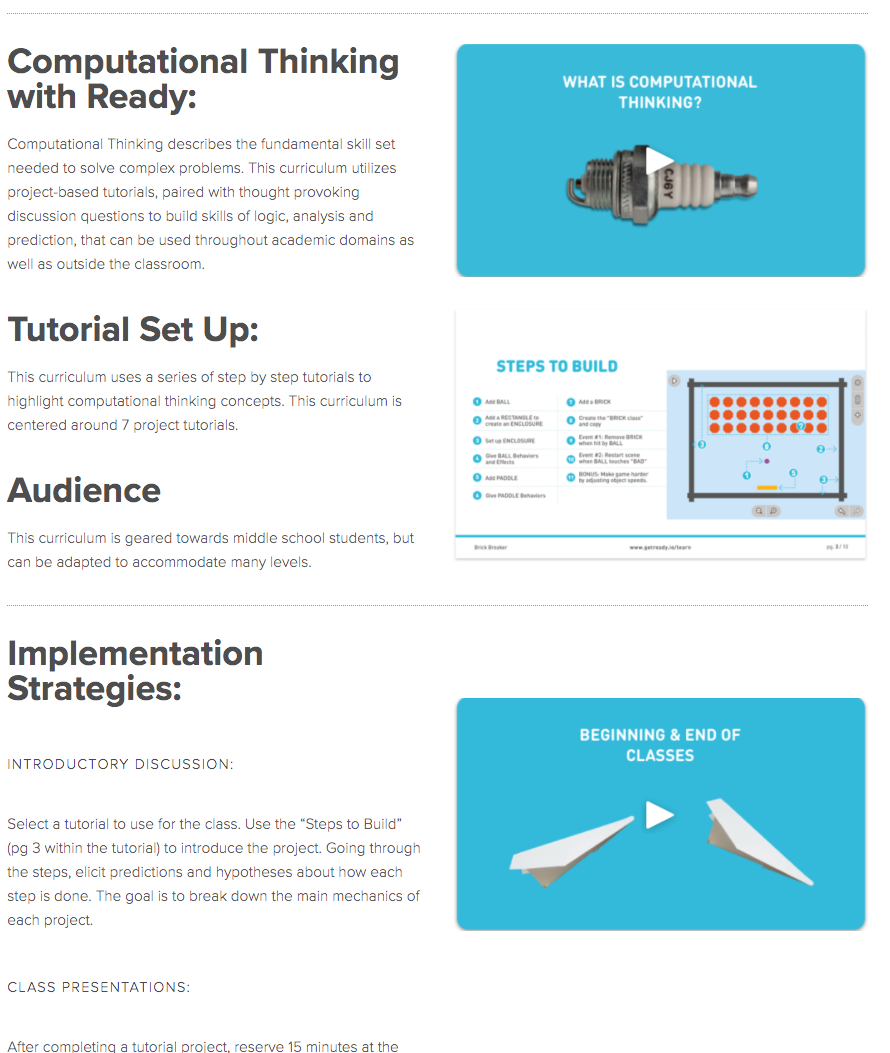 Computational Thinking
with Ready:
Computational Thinking describes the fundamental skill set
needed to solve complex problems. This curriculum utilizes
project-based tutorials, paired with thought provoking
discussion questions to build skills of logic, analysis and
prediction, that can be used throughout academic domains as
well as outside the classroom.
WHAT IS COMPUTATIONAL
THINKING?
CJ6Y
Tutorial Set Up:
This curriculum uses a series of step by step tutorials to
highlight computational thinking concepts. This curriculum is
centered around 7 project tutorials.
Audience
This curriculum is geared towards middle school students, but
can be adapted to accommodate many levels.
STEPS TO BUILD
1 Add BALL
2 Add a RECTANGLE to
create an ENCLOSURE
3 Set up ENCLOSURE
4 Give BALL Behaviors
and Effects
5 Add PADDLE
6 Give PADDLE Behaviors
7 Add a BRICK
8 Create the "BRICK class"
and copy
9 Event #1: Remove BRICK
when hit by BALL
10 Event #2: Restart scene
when BALL touches "BAD"
11 BONUS: Make game harder
by adjusting object speeds.
Brick Breaker
www.getready.io/learn
pg. 3 / 10
Implementation
Strategies:
INTRODUCTORY DISCUSSION:
Select a tutorial to use for the class. Use the “Steps to Build”
(pg 3 within the tutorial) to introduce the project. Going through
the steps, elicit predictions and hypotheses about how each
step is done. The goal is to break down the main mechanics of
each project.
BEGINNING & END OF
CLASSES
CLASS PRESENTATIONS:
After completing a tutorial project, reserve 15 minutes at the